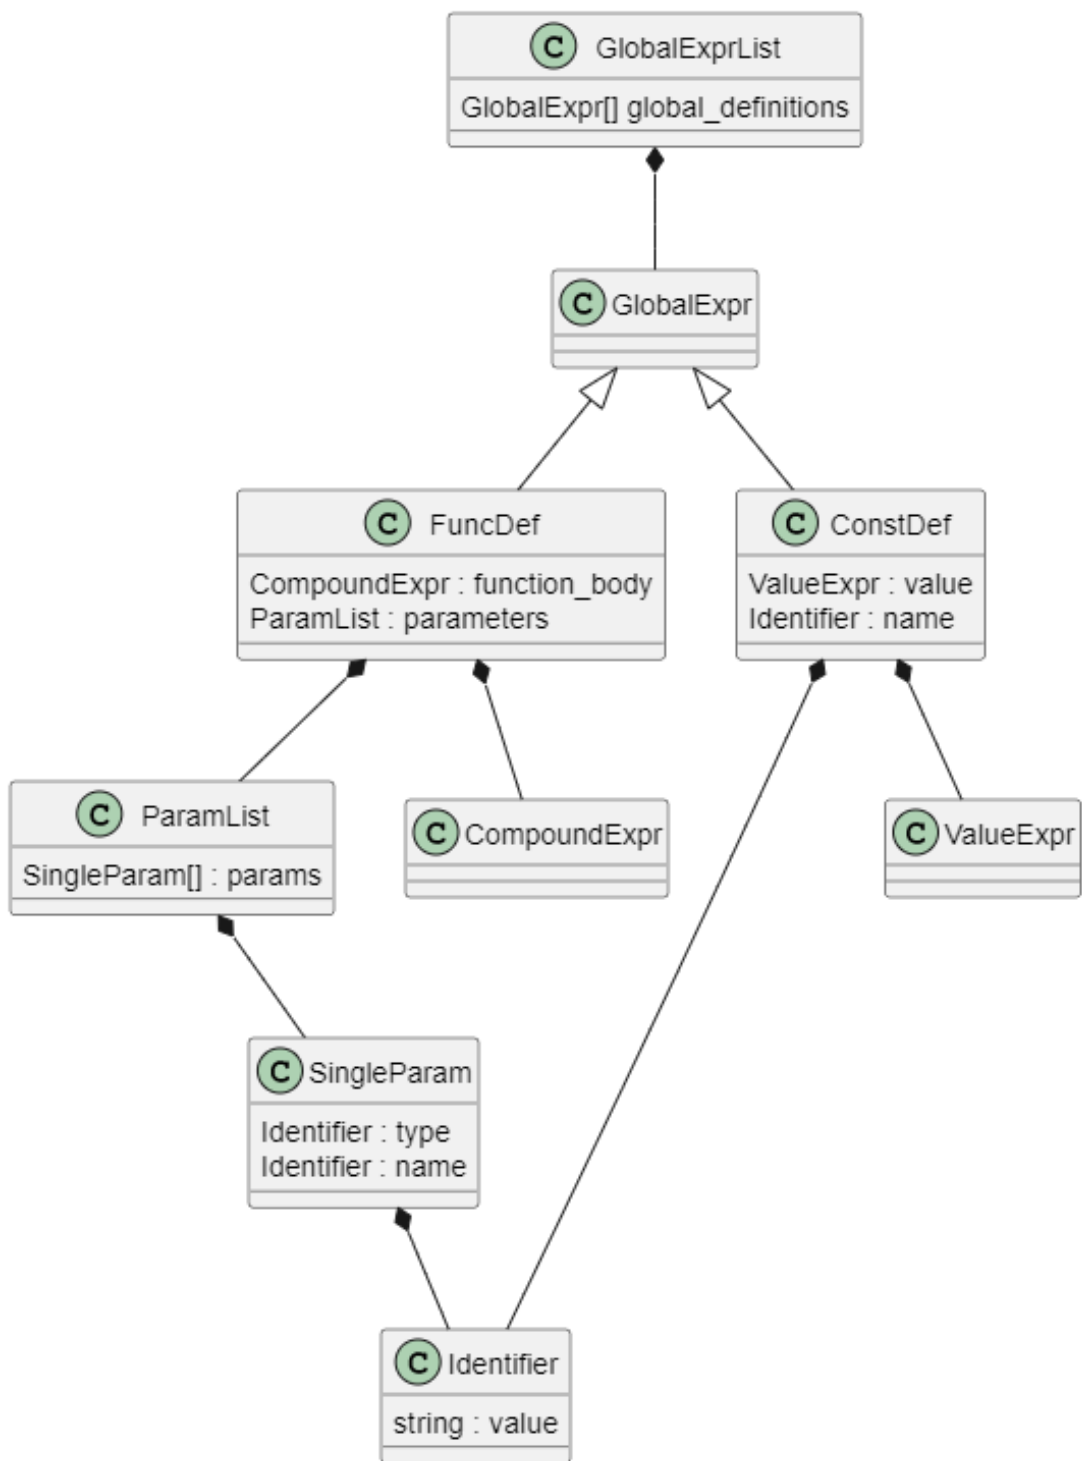 C GlobalExprList
GlobalExpr[] global_definitions
C GlobalExpr
C FuncDef
CompoundExpr : function_body
ParamList : parameters
C ConstDef
ValueExpr : value
Identifier : name
C ParamList
SingleParam[] : params
C CompoundExpr
C ValueExpr
C SingleParam
Identifier : type
Identifier : name
C Identifier
string : value